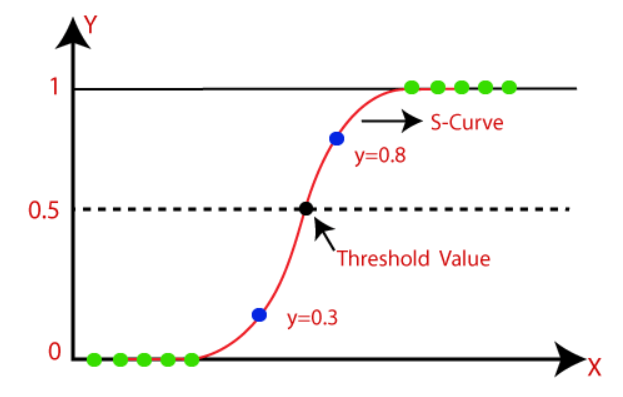 Y
1
S-Curve
y=0.8
0.5
Threshold Value
y=0.3
0
X